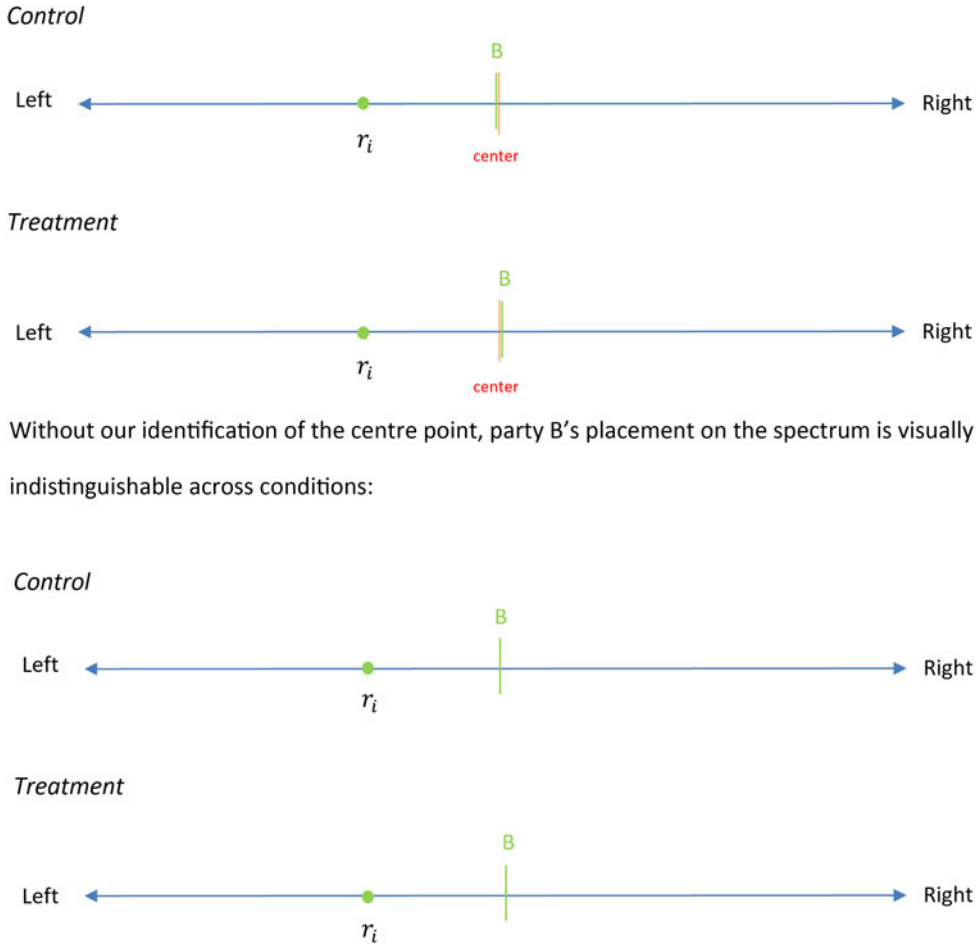 Control
B
Left Right
r_i
center
Treatment
B
Left Right
r_i
center
Without our identification of the centre point, party B’s placement on the spectrum is visually
indistinguishable across conditions:
Control
B
Left Right
r_i
Treatment
B
Left Right
r_i